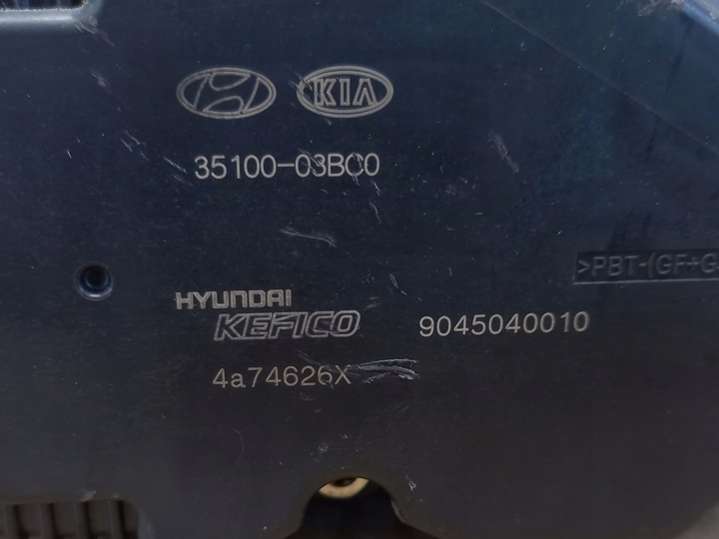 KIA
35100-03BC0
>PBT-(GF+G
HYUNDAI
KEFICO
9045040010
4a74626X